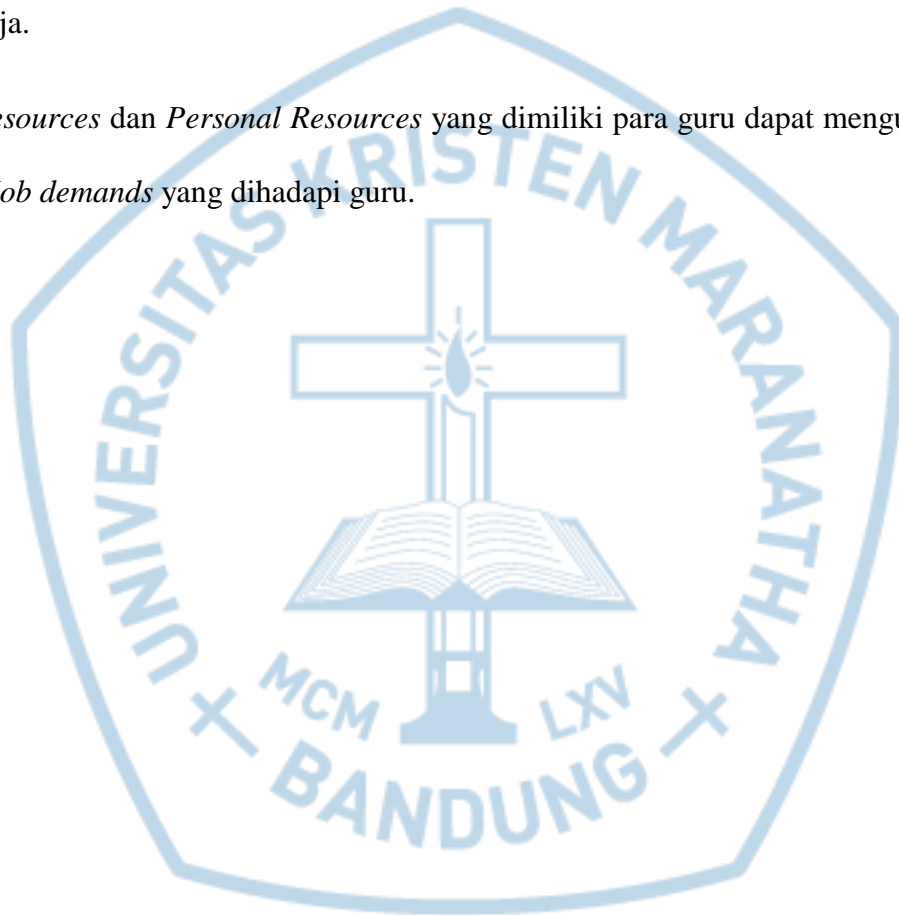 ja.
esources dan Personal Resources yang dimiliki para guru dapat mengu
ob demands yang dihadapi guru.
UNIVERSITAS KRISTEN MARANATHA
MCM LXV
BANDUNG